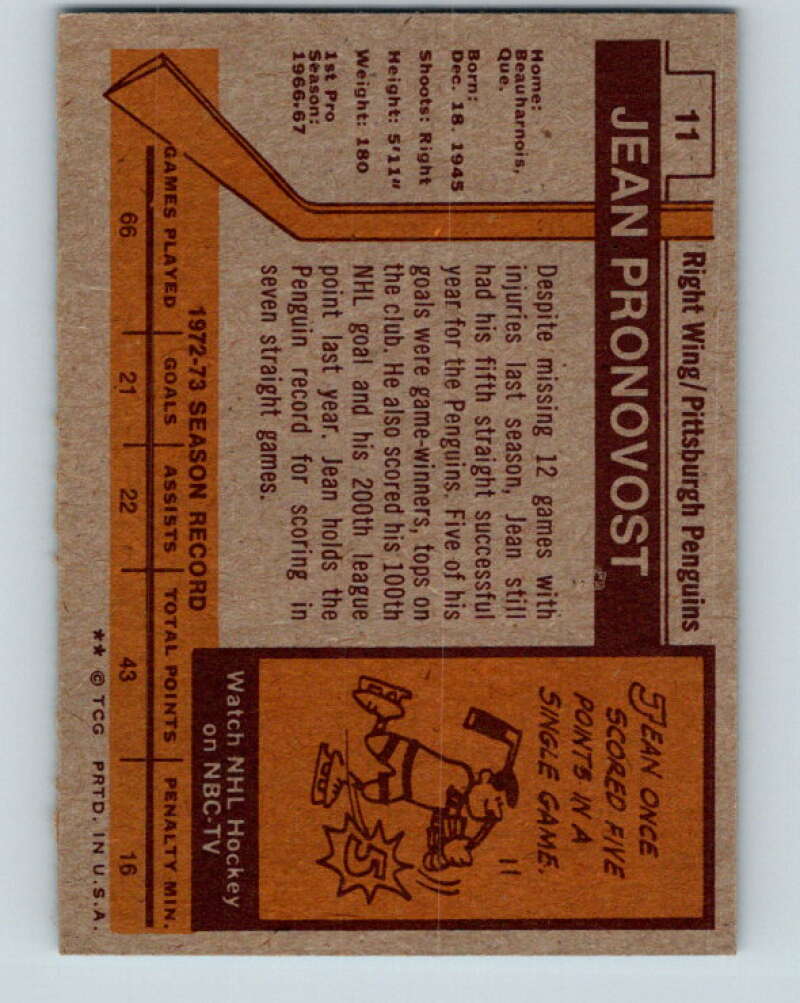 11
Right Wing/Pittsburgh Penguins
JEAN PRONOVOST
Home:
Beauharnois,
Que.
Born:
Dec. 18. 1945
Shoots: Right
Height: 5'11"
Weight: 180
1st Pro
Season:
1966-67
Despite missing 12 games with
injuries last season, Jean still
had his fifth straight successful
year for the Penguins. Five of his
goals were game-winners, tops on
the club. He also scored his 100th
NHL goal and his 200th league
point last year. Jean holds the
Penguin record for scoring in
seven straight games.
JEAN ONCE
SCORED FIVE
POINTS IN A
SINGLE GAME.
5
Watch NHL Hockey
on NBC-TV
1972-73 SEASON RECORD
GAMES PLAYED GOALS ASSISTS TOTAL POINTS PENALTY MIN.
66 21 22 43 16
** © TCG PRTD. IN U.S.A.